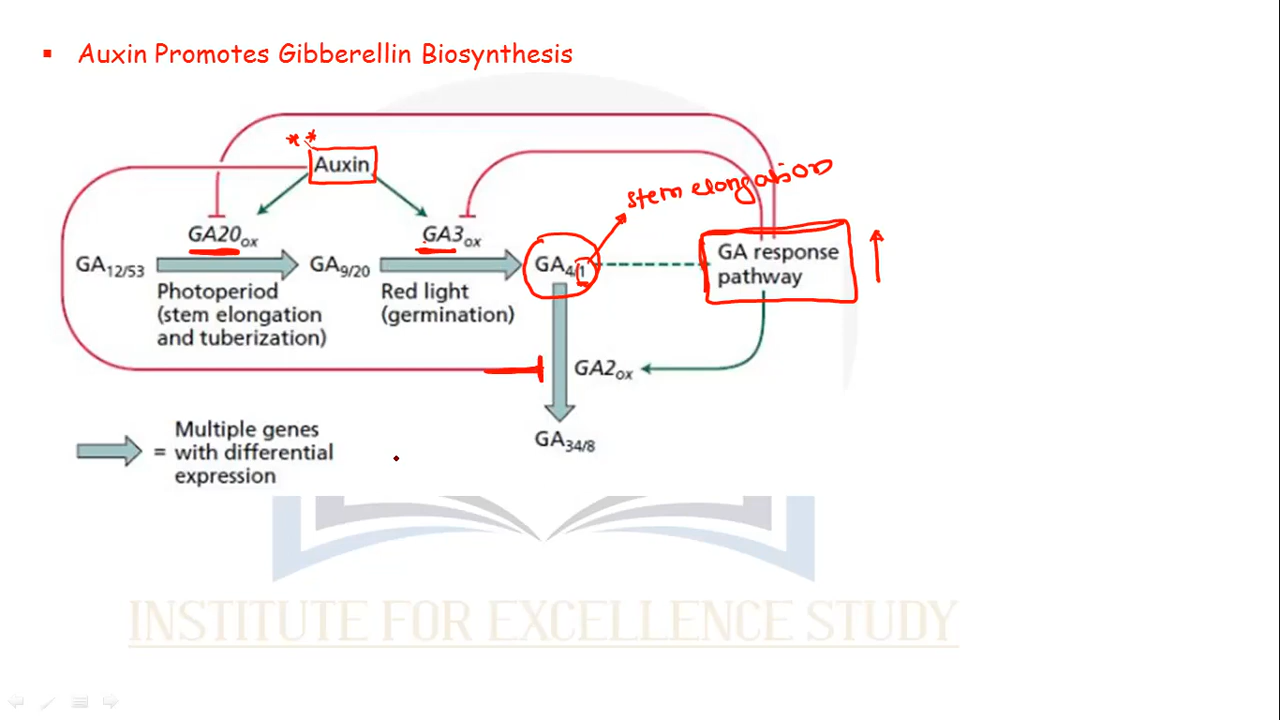 ▪ Auxin Promotes Gibberellin Biosynthesis
**
Auxin
stem elongation
GA20ox
GA3ox
GA12/53
GA9/20
GA4/1
GA response
pathway
Photoperiod
(stem elongation
and tuberization)
Red light
(germination)
GA2ox
GA34/8
Multiple genes
= with differential
expression
INSTITUTE FOR EXCELLENCE STUDY